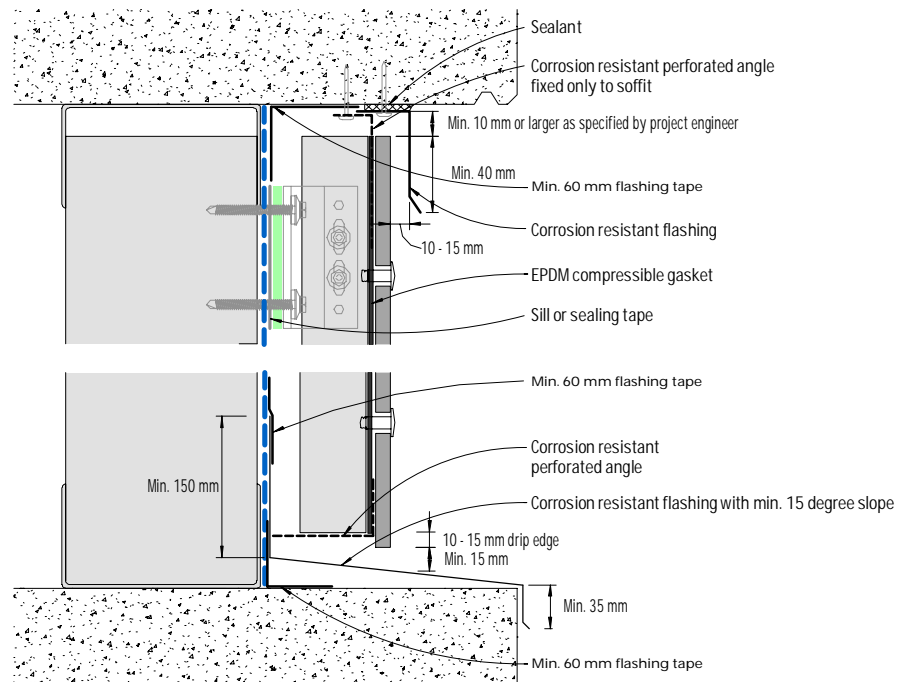 Sealant
Corrosion resistant perforated angle
fixed only to soffit
Min. 10 mm or larger as specified by project engineer
Min. 40 mm
Min. 60 mm flashing tape
Corrosion resistant flashing
10 - 15 mm
EPDM compressible gasket
Sill or sealing tape
Min. 60 mm flashing tape
Corrosion resistant
perforated angle
Min. 150 mm
Corrosion resistant flashing with min. 15 degree slope
10 - 15 mm drip edge
Min. 15 mm
Min. 35 mm
Min. 60 mm flashing tape